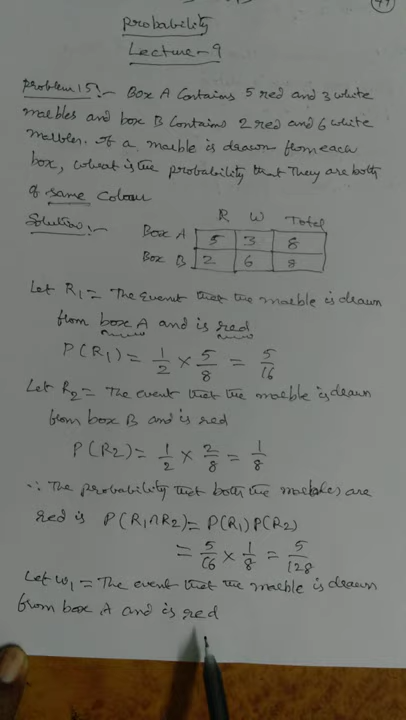 49
Probability
Lecture-9
Problem 15:- Box A Contains 5 red and 3 white
marbles and box B Contains 2 red and 6 white
marbles. If a marble is drawn from each
box, what is the probability that They are both
of same Colour
Solution:-
R W Total
Box A 5 3 8
Box B 2 6 8
Let R1 = The event that the marble is drawn
from box A and is red
P(R1) = 1/2 × 5/8 = 5/16
Let R2 = The event that the marble is drawn
from box B and is red
P(R2) = 1/2 × 2/8 = 1/8
∴ The probability that both the marbles are
red is P(R1∩R2) = P(R1) P(R2)
= 5/16 × 1/8 = 5/128
Let W1 = The event that the marble is drawn
from box A and is red